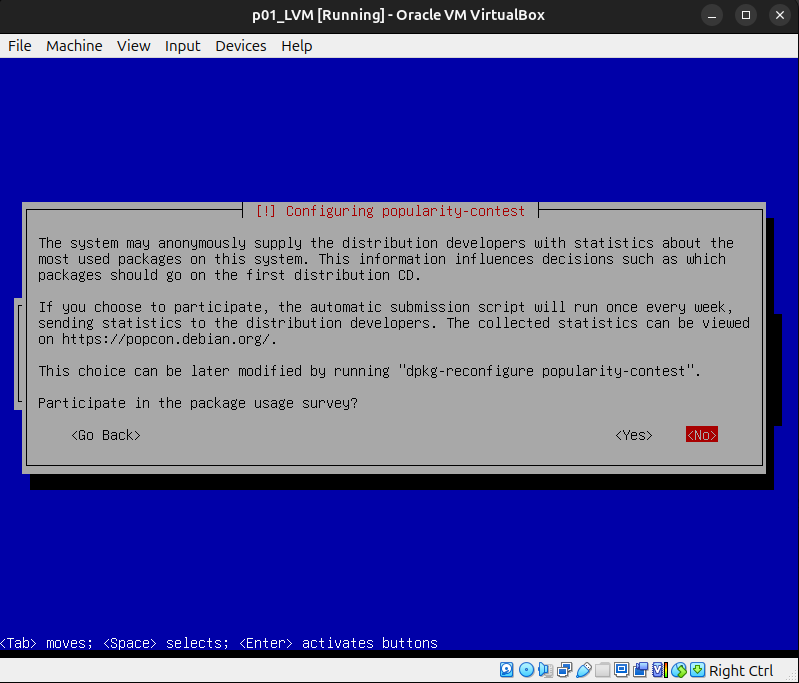 p01_LVM [Running] - Oracle VM VirtualBox
File Machine View Input Devices Help
[!] Configuring popularity-contest
The system may anonymously supply the distribution developers with statistics about the
most used packages on this system. This information influences decisions such as which
packages should go on the first distribution CD.
If you choose to participate, the automatic submission script will run once every week,
sending statistics to the distribution developers. The collected statistics can be viewed
on https://popcon.debian.org/.
This choice can be later modified by running "dpkg-reconfigure popularity-contest".
Participate in the package usage survey?
<Go Back> <Yes> <No>
<Tab> moves; <Space> selects; <Enter> activates buttons
Right Ctrl